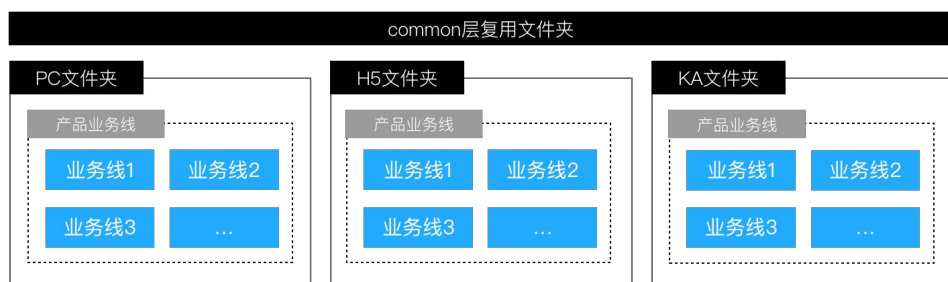 common层复用文件夹
PC文件夹 H5文件夹 KA文件夹
产品业务线 产品业务线 产品业务线
业务线1 业务线2 业务线1 业务线2 业务线1 业务线2
业务线3 ... 业务线3 ... 业务线3 ...